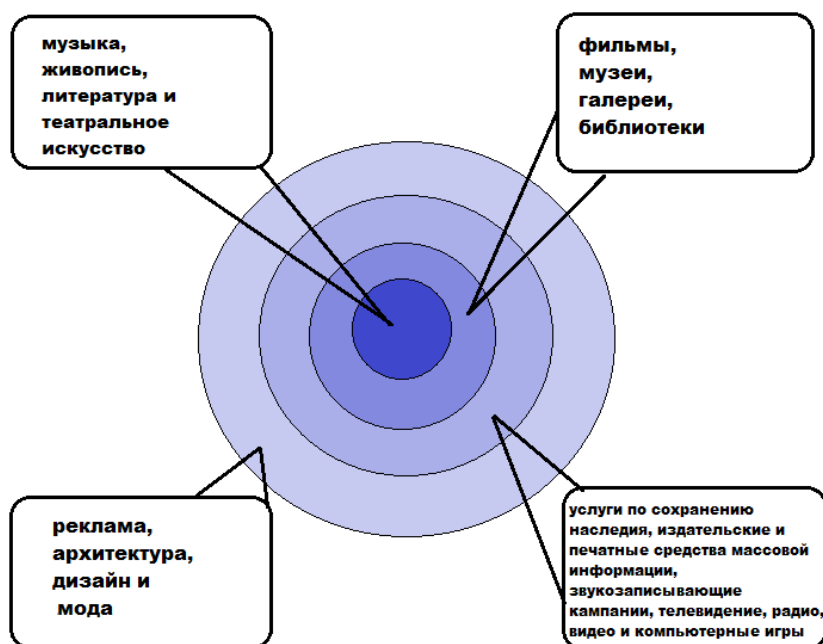 музыка,
живопись,
литература и
театральное
искусство
фильмы,
музеи,
галереи,
библиотеки
реклама,
архитектура,
дизайн и
мода
услуги по сохранению
наследия, издательские и
печатные средства массовой
информации,
звукозаписывающие
кампании, телевидение, радио,
видео и компьютерные игры